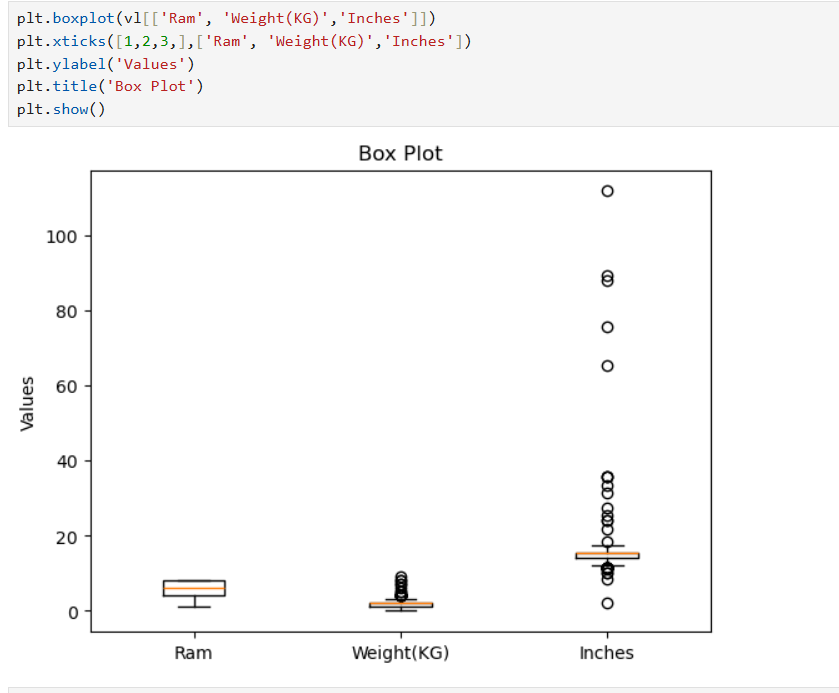 plt.boxplot(vl[['Ram', 'Weight(KG)','Inches']])
plt.xticks([1,2,3,],['Ram', 'Weight(KG)','Inches'])
plt.ylabel('Values')
plt.title('Box Plot')
plt.show()
Box Plot
100
80
60
40
20
0
Values
Ram Weight(KG) Inches